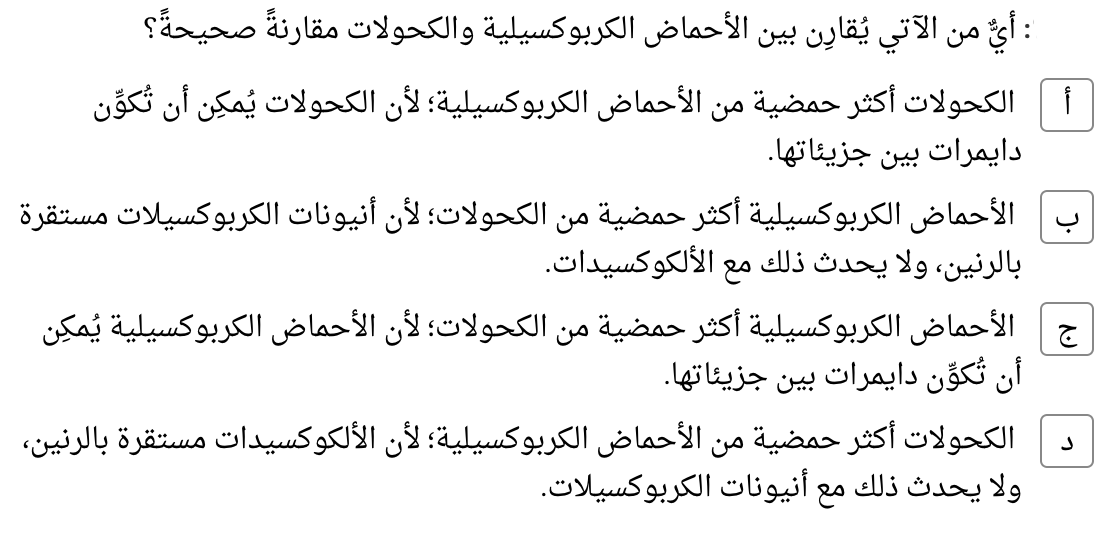 : أيٌّ من الآتي يُقارِن بين الأحماض الكربوكسيلية والكحولات مقارنةً صحيحةً؟
أ الكحولات أكثر حمضية من الأحماض الكربوكسيلية؛ لأن الكحولات يُمكِن أن تُكوِّن
دايمرات بين جزيئاتها.
ب الأحماض الكربوكسيلية أكثر حمضية من الكحولات؛ لأن أنيونات الكربوكسيلات مستقرة
بالرنين، ولا يحدث ذلك مع الألكوكسيدات.
ج الأحماض الكربوكسيلية أكثر حمضية من الكحولات؛ لأن الأحماض الكربوكسيلية يُمكِن
أن تُكوِّن دايمرات بين جزيئاتها.
د الكحولات أكثر حمضية من الأحماض الكربوكسيلية؛ لأن الألكوكسيدات مستقرة بالرنين،
ولا يحدث ذلك مع أنيونات الكربوكسيلات.